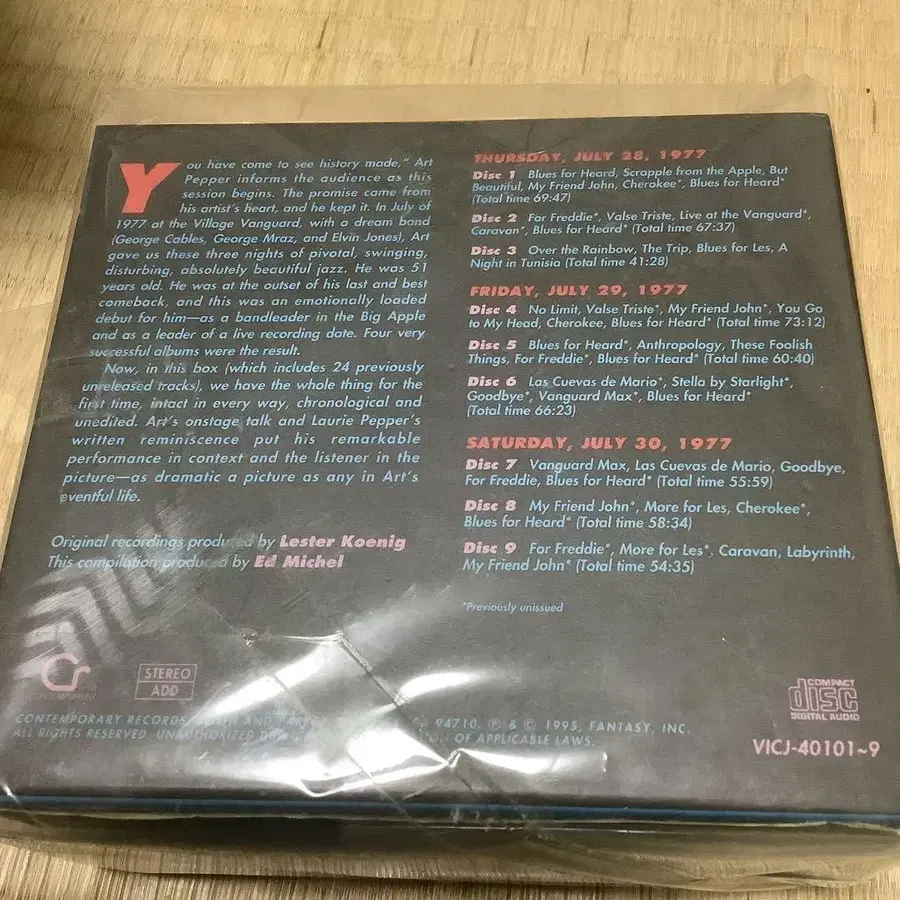 You have come to see history made," Art
Pepper informs the audience as this
session begins. The promise came from
his artist's heart, and he kept it. In July of
1977 at the Village Vanguard, with a dream band
(George Cables, George Mraz, and Elvin Jones), Art
gave us these three nights of pivotal, swinging,
disturbing, absolutely beautiful jazz. He was 51
years old. He was at the outset of his last and best
comeback, and this was an emotionally loaded
debut for him—as a bandleader in the Big Apple
and as a leader of a live recording date. Four very
successful albums were the result.
Now, in this box (which includes 24 previously
unreleased tracks), we have the whole thing for the
first time, intact in every way, chronological and
unedited. Art's onstage talk and Laurie Pepper's
written reminiscence put his remarkable
performance in context and the listener in the
picture—as dramatic a picture as any in Art's
eventful life.
Original recordings produced by Lester Koenig
This compilation produced by Ed Michel
THURSDAY, JULY 28, 1977
Disc 1 Blues for Heard, Scrapple from the Apple, But
Beautiful, My Friend John, Cherokee*, Blues for Heard*
(Total time 69:47)
Disc 2 For Freddie*, Valse Triste, Live at the Vanguard*,
Caravan*, Blues for Heard* (Total time 67:37)
Disc 3 Over the Rainbow, The Trip, Blues for Les, A
Night in Tunisia (Total time 41:28)
FRIDAY, JULY 29, 1977
Disc 4 No Limit, Valse Triste*, My Friend John*, You Go
to My Head, Cherokee, Blues for Heard* (Total time 73:12)
Disc 5 Blues for Heard*, Anthropology, These Foolish
Things, For Freddie*, Blues for Heard* (Total time 60:40)
Disc 6 Las Cuevas de Mario*, Stella by Starlight*,
Goodbye*, Vanguard Max*, Blues for Heard*
(Total time 66:23)
SATURDAY, JULY 30, 1977
Disc 7 Vanguard Max, Las Cuevas de Mario, Goodbye,
For Freddie, Blues for Heard* (Total time 55:59)
Disc 8 My Friend John*, More for Les, Cherokee*,
Blues for Heard* (Total time 58:34)
Disc 9 For Freddie*, More for Les*. Caravan, Labyrinth,
My Friend John* (Total time 54:35)
*Previously unissued
STEREO
ADD
COMPACT
disc
DIGITAL AUDIO
CONTEMPORARY RECORDS, AND 94710. ℗ & © 1995, FANTASY, INC.
ALL RIGHTS RESERVED. UNAUTHORIZED OF APPLICABLE LAWS.
VICJ-40101~9